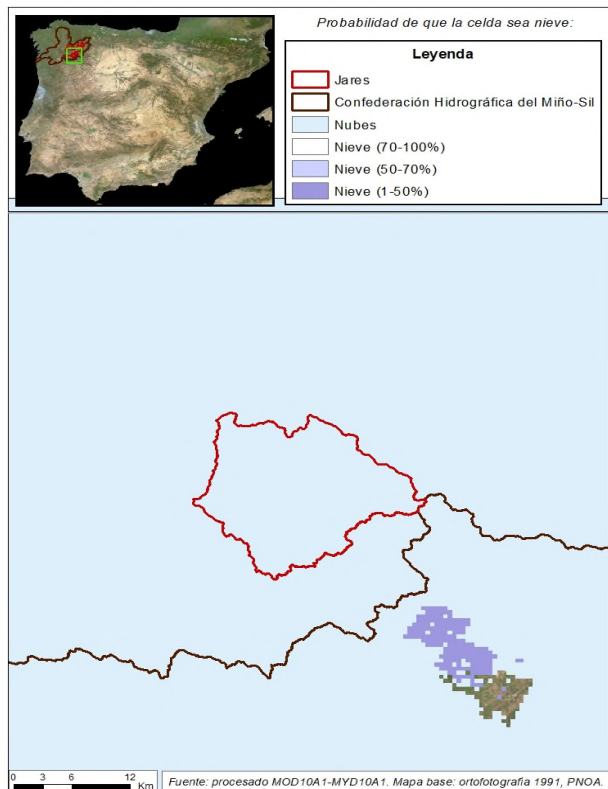 Probabilidad de que la celda sea nieve:
Leyenda
Jares
Confederación Hidrográfica del Miño-Sil
Nubes
Nieve (70-100%)
Nieve (50-70%)
Nieve (1-50%)
0 3 6 12
Km
Fuente: procesado MOD10A1-MYD10A1. Mapa base: ortofotografía 1991, PNOA.